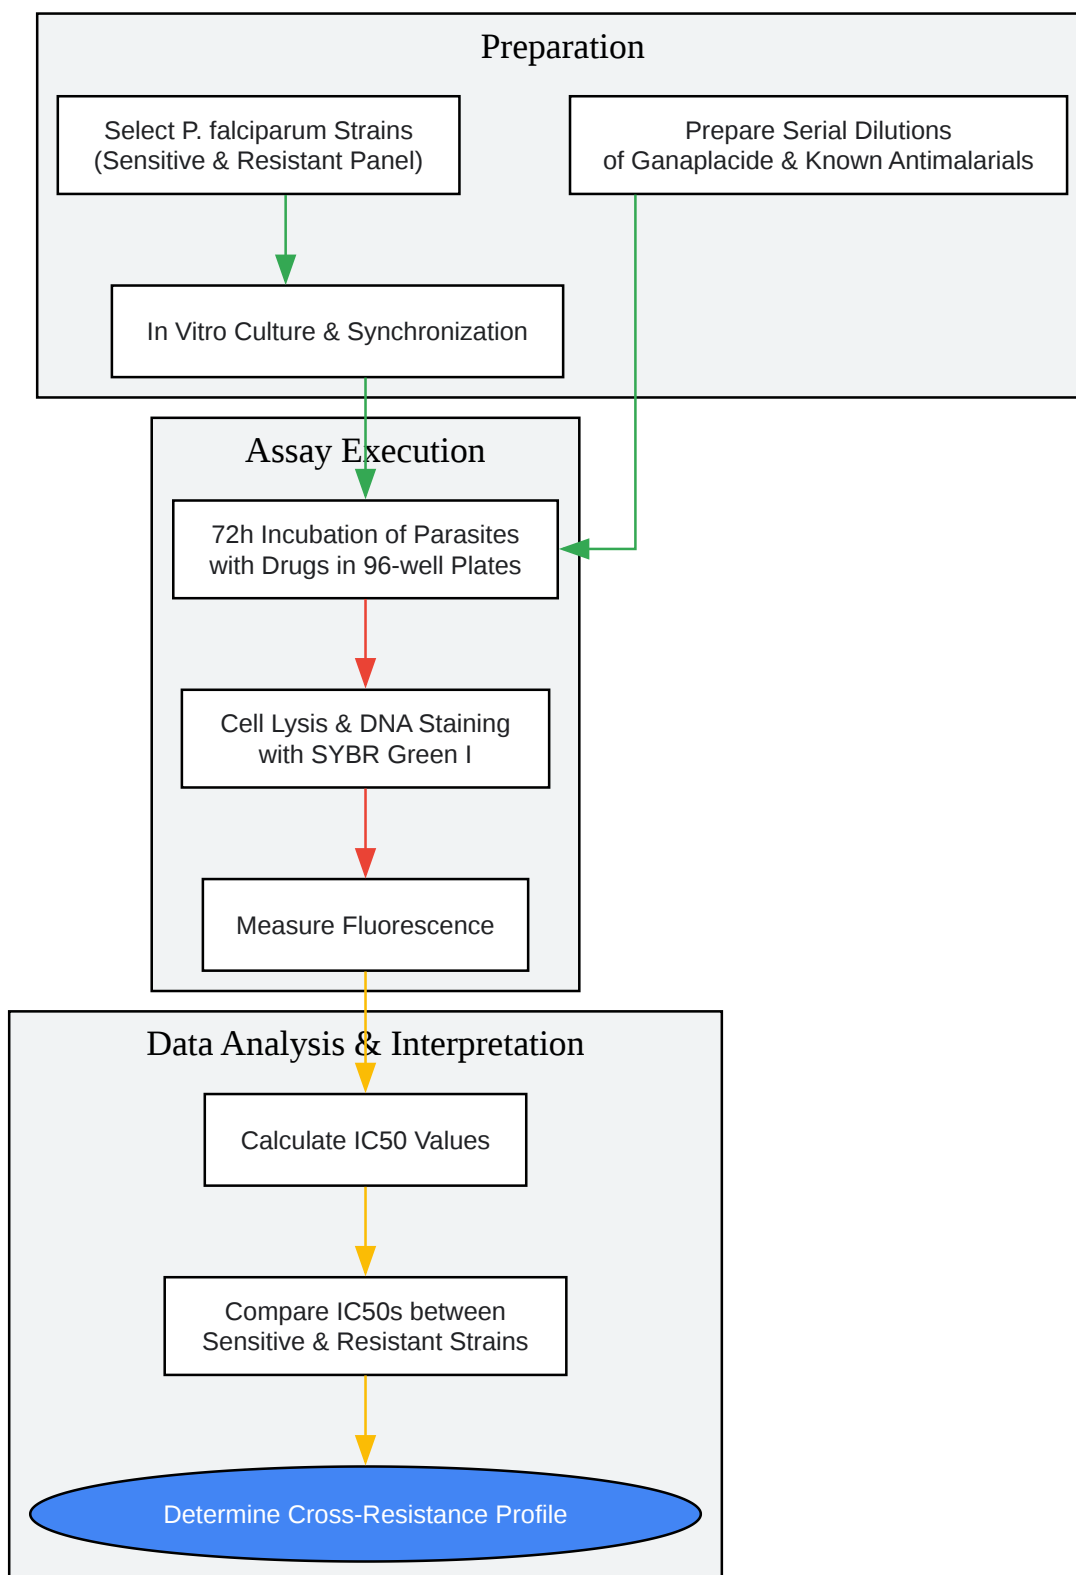 Preparation
Select P. falciparum Strains
(Sensitive & Resistant Panel)
Prepare Serial Dilutions
of Ganaplacide & Known Antimalarials
In Vitro Culture & Synchronization
Assay Execution
72h Incubation of Parasites
with Drugs in 96-well Plates
Cell Lysis & DNA Staining
with SYBR Green I
Measure Fluorescence
Data Analysis & Interpretation
Calculate IC50 Values
Compare IC50s between
Sensitive & Resistant Strains
Determine Cross-Resistance Profile